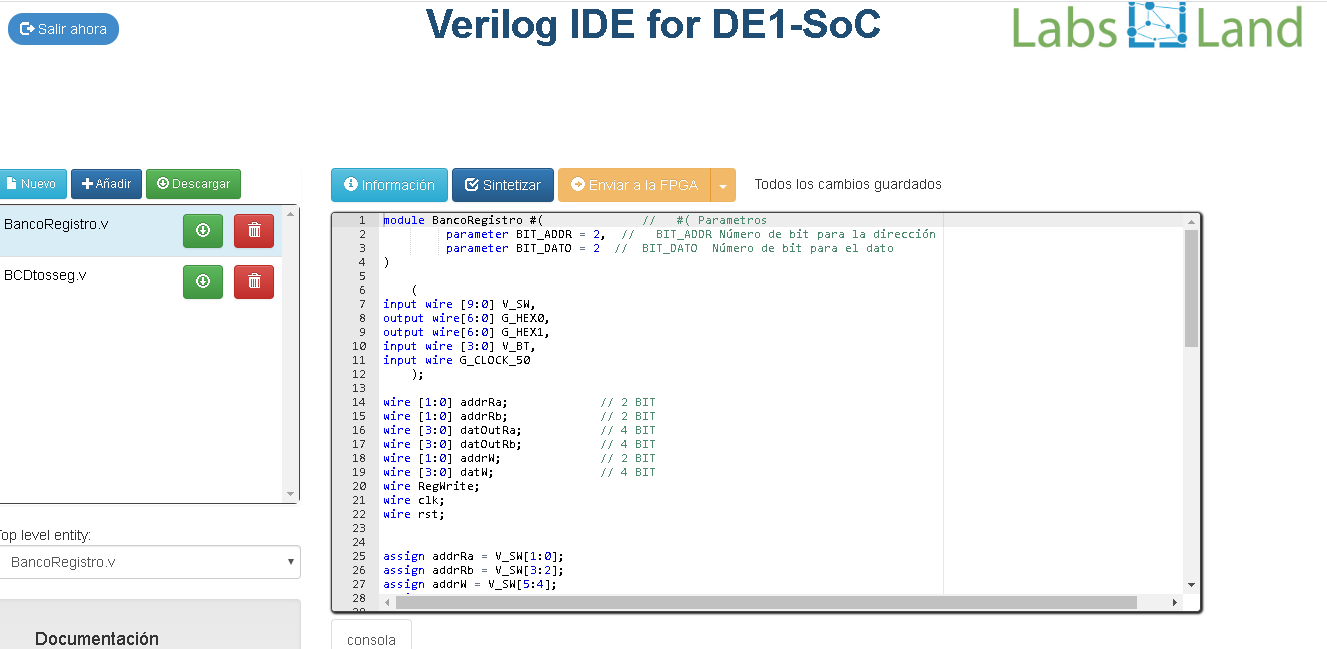 Salir ahora
Verilog IDE for DE1-SoC
Labs Land
Nuevo
Añadir
Descargar
Información
Sintetizar
Enviar a la FPGA
Todos los cambios guardados
BancoRegistro.v
BCDtosseg.v
Top level entity:
BancoRegistro.v
Documentación
1 module BancoRegistro #( // #( Parametros
2 parameter BIT_ADDR = 2, // BIT_ADDR Número de bit para la dirección
3 parameter BIT_DATO = 2 // BIT_DATO Número de bit para el dato
4 )
5
6 (
7 input wire [9:0] V_SW,
8 output wire[6:0] G_HEX0,
9 output wire[6:0] G_HEX1,
10 input wire [3:0] V_BT,
11 input wire G_CLOCK_50
12 );
13
14 wire [1:0] addrRa; // 2 BIT
15 wire [1:0] addrRb; // 2 BIT
16 wire [3:0] datOutRa; // 4 BIT
17 wire [3:0] datOutRb; // 4 BIT
18 wire [1:0] addrW; // 2 BIT
19 wire [3:0] datW; // 4 BIT
20 wire RegWrite;
21 wire clk;
22 wire rst;
23
24
25 assign addrRa = V_SW[1:0];
26 assign addrRb = V_SW[3:2];
27 assign addrW = V_SW[5:4];
28
consola